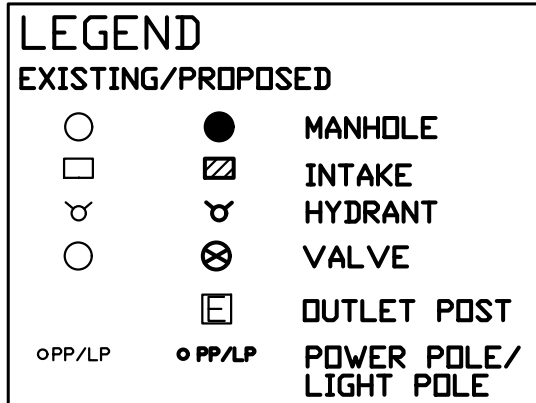 LEGEND
EXISTING/PROPOSED
MANHOLE
INTAKE
HYDRANT
VALVE
E OUTLET POST
PP/LP PP/LP POWER POLE/
LIGHT POLE